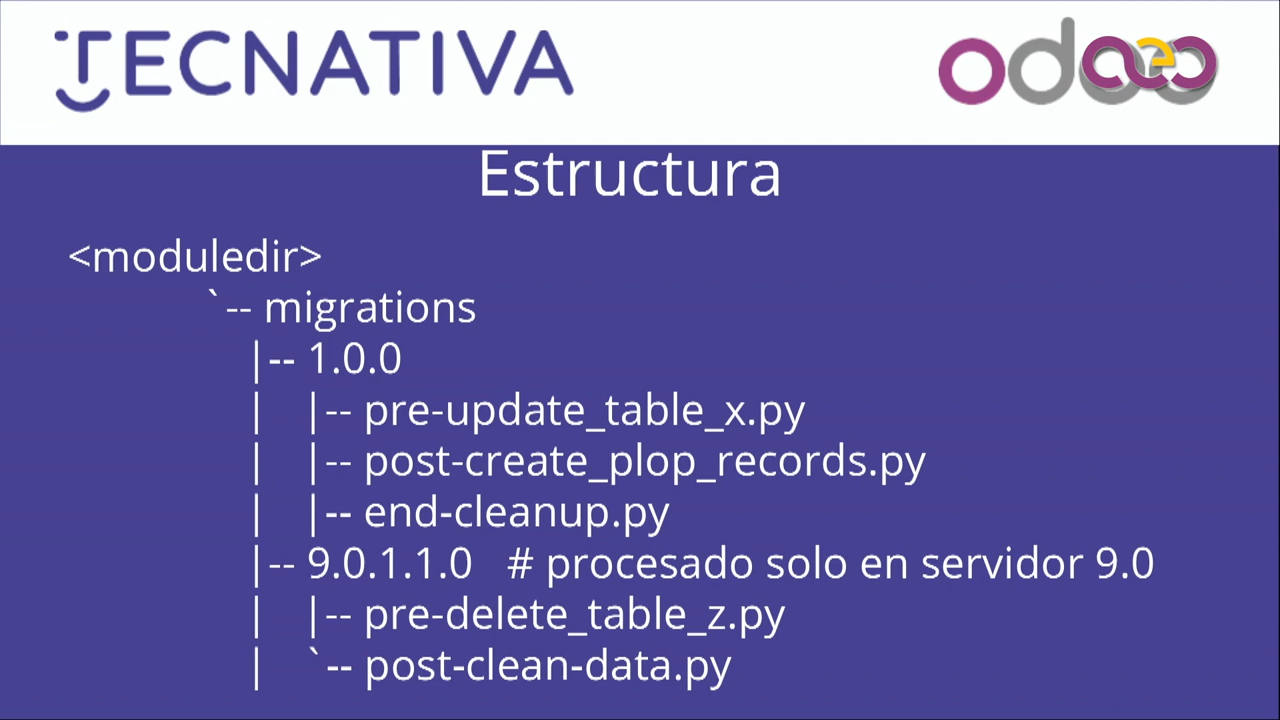 TECNATIVA
odoo aeo
Estructura
<moduledir>
`-- migrations
|-- 1.0.0
| |-- pre-update_table_x.py
| |-- post-create_plop_records.py
| |-- end-cleanup.py
|-- 9.0.1.1.0 # procesado solo en servidor 9.0
| |-- pre-delete_table_z.py
| `-- post-clean-data.py